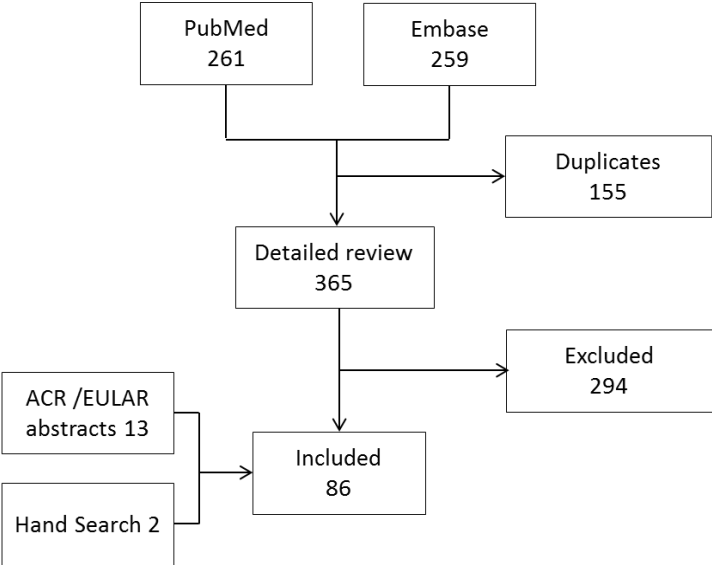 PubMed
261
Embase
259
Duplicates
155
Detailed review
365
Excluded
294
ACR /EULAR
abstracts 13
Included
86
Hand Search 2